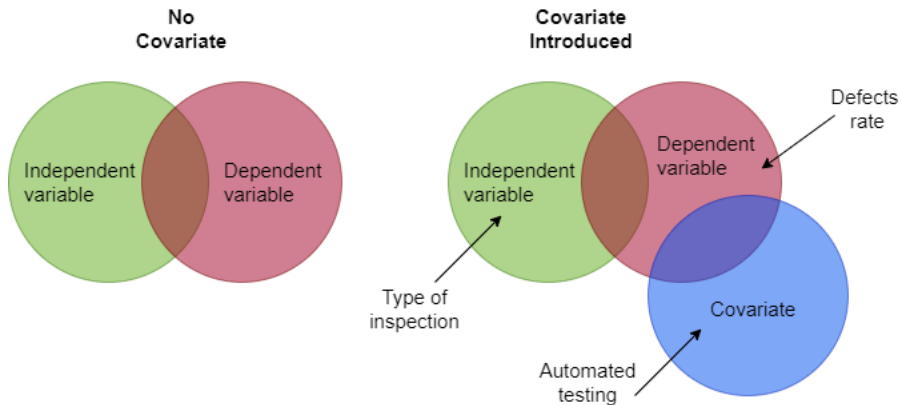 No
Covariate
Independent
variable
Dependent
variable
Covariate
Introduced
Independent
variable
Dependent
variable
Defects
rate
Type of
inspection
Covariate
Automated
testing